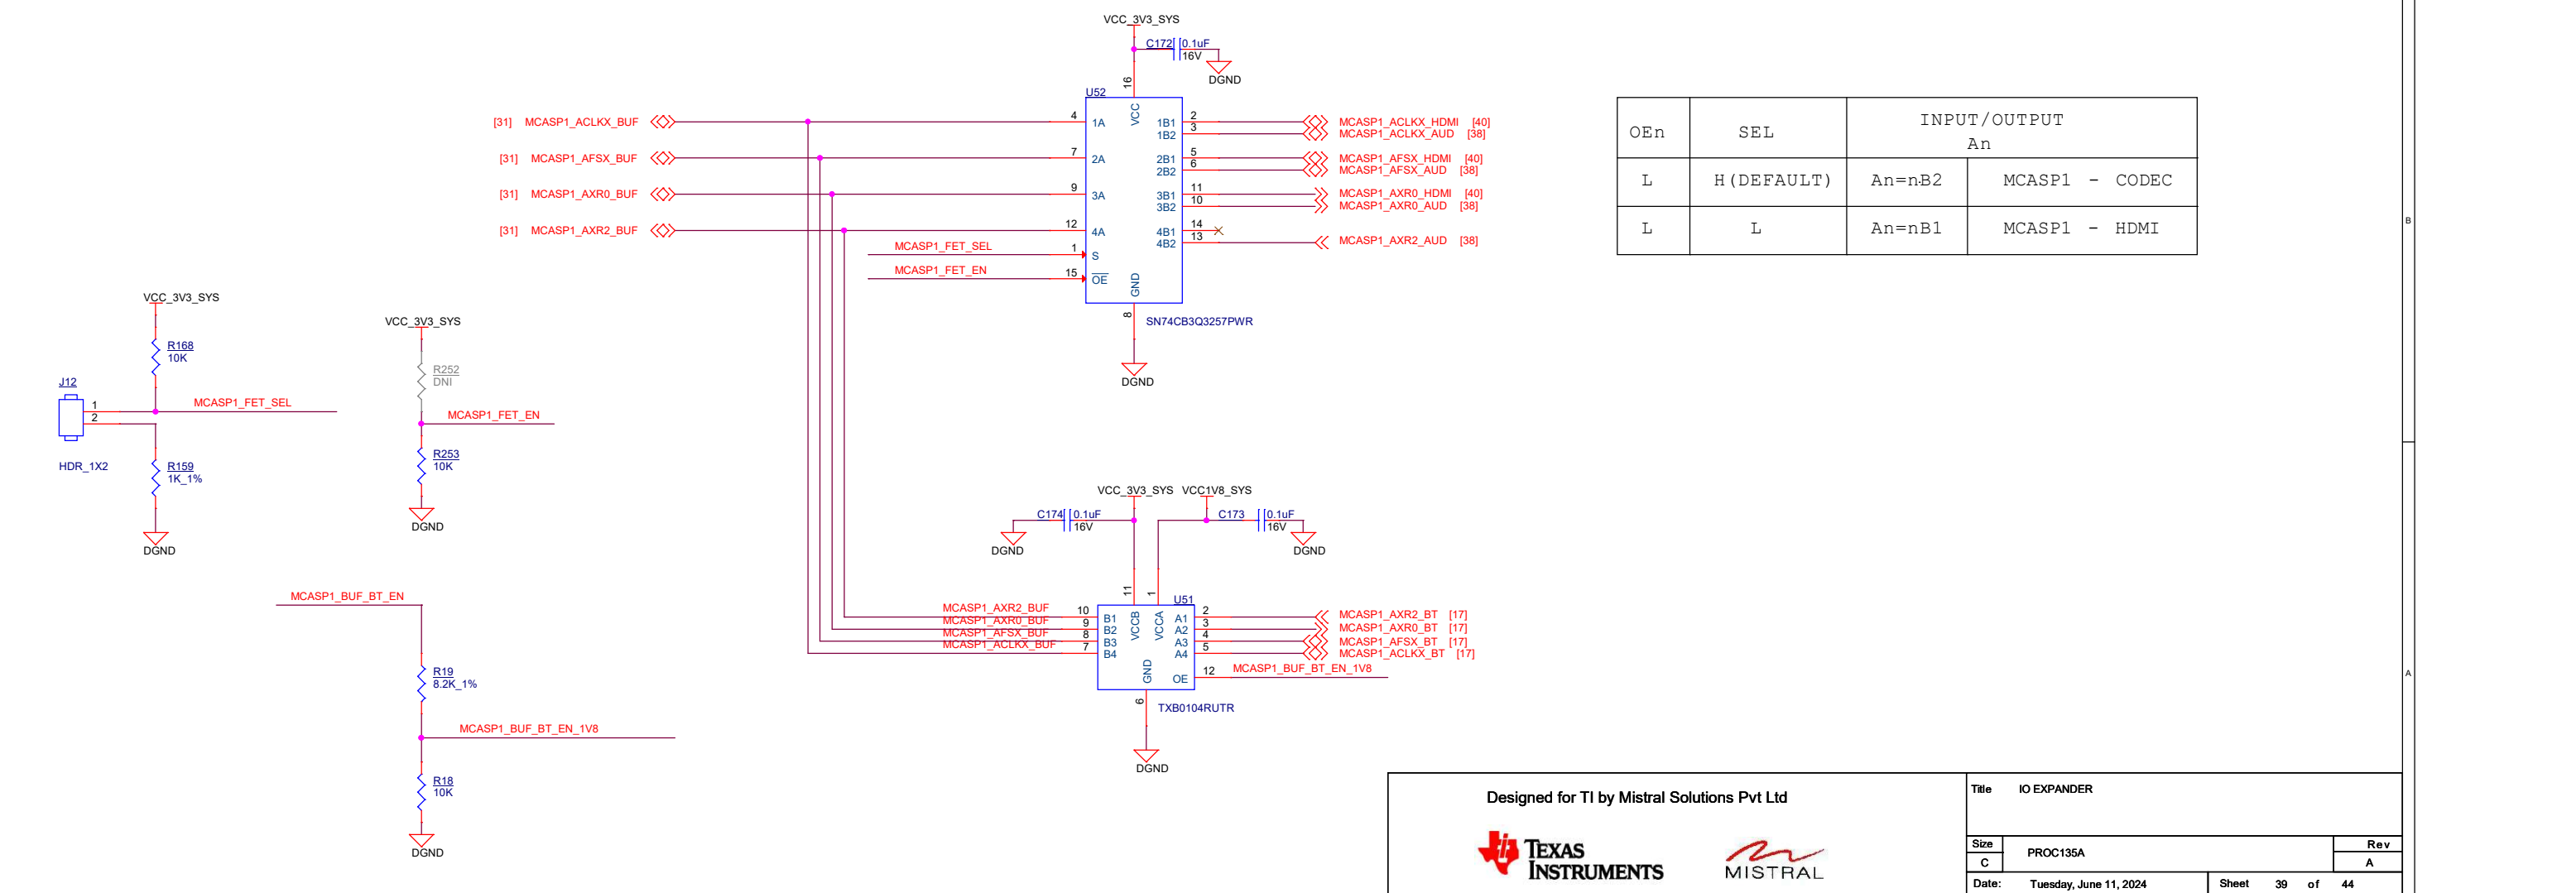 VCC_3V3_SYS
C172 0.1uF
16V
DGND
U52
16
VCC
[31] MCASP1_ACLKX_BUF
4 1A
1B1 2
1B2 3
MCASP1_ACLKX_HDMI [40]
MCASP1_ACLKX_AUD [38]
[31] MCASP1_AFSX_BUF
7 2A
2B1 5
2B2 6
MCASP1_AFSX_HDMI [40]
MCASP1_AFSX_AUD [38]
[31] MCASP1_AXR0_BUF
9 3A
3B1 11
3B2 10
MCASP1_AXR0_HDMI [40]
MCASP1_AXR0_AUD [38]
[31] MCASP1_AXR2_BUF
12 4A
4B1 14
4B2 13
MCASP1_AXR2_AUD [38]
MCASP1_FET_SEL 1 S
MCASP1_FET_EN 15 OE
GND
8
SN74CB3Q3257PWR
DGND
OEn SEL INPUT/OUTPUT
An
L H(DEFAULT) An=nB2 MCASP1 - CODEC
L L An=nB1 MCASP1 - HDMI
B
VCC_3V3_SYS
R168
10K
J12
1
2
MCASP1_FET_SEL
HDR_1X2
R159
1K_1%
DGND
VCC_3V3_SYS
R252
DNI
MCASP1_FET_EN
R253
10K
DGND
MCASP1_BUF_BT_EN
R19
8.2K_1%
MCASP1_BUF_BT_EN_1V8
R18
10K
DGND
VCC_3V3_SYS VCC1V8_SYS
C174 0.1uF
16V
C173 0.1uF
16V
DGND
DGND
11
1
U51
VCCB
VCCA
MCASP1_AXR2_BUF 10 B1
MCASP1_AXR0_BUF 9 B2
MCASP1_AFSX_BUF 8 B3
MCASP1_ACLKX_BUF 7 B4
A1 2 MCASP1_AXR2_BT [17]
A2 3 MCASP1_AXR0_BT [17]
A3 4 MCASP1_AFSX_BT [17]
A4 5 MCASP1_ACLKX_BT [17]
OE 12 MCASP1_BUF_BT_EN_1V8
GND
6
TXB0104RUTR
DGND
A
Designed for TI by Mistral Solutions Pvt Ltd
TEXAS
INSTRUMENTS
MISTRAL
Title IO EXPANDER
Size
C
PROC135A
Rev
A
Date: Tuesday, June 11, 2024
Sheet 39 of 44